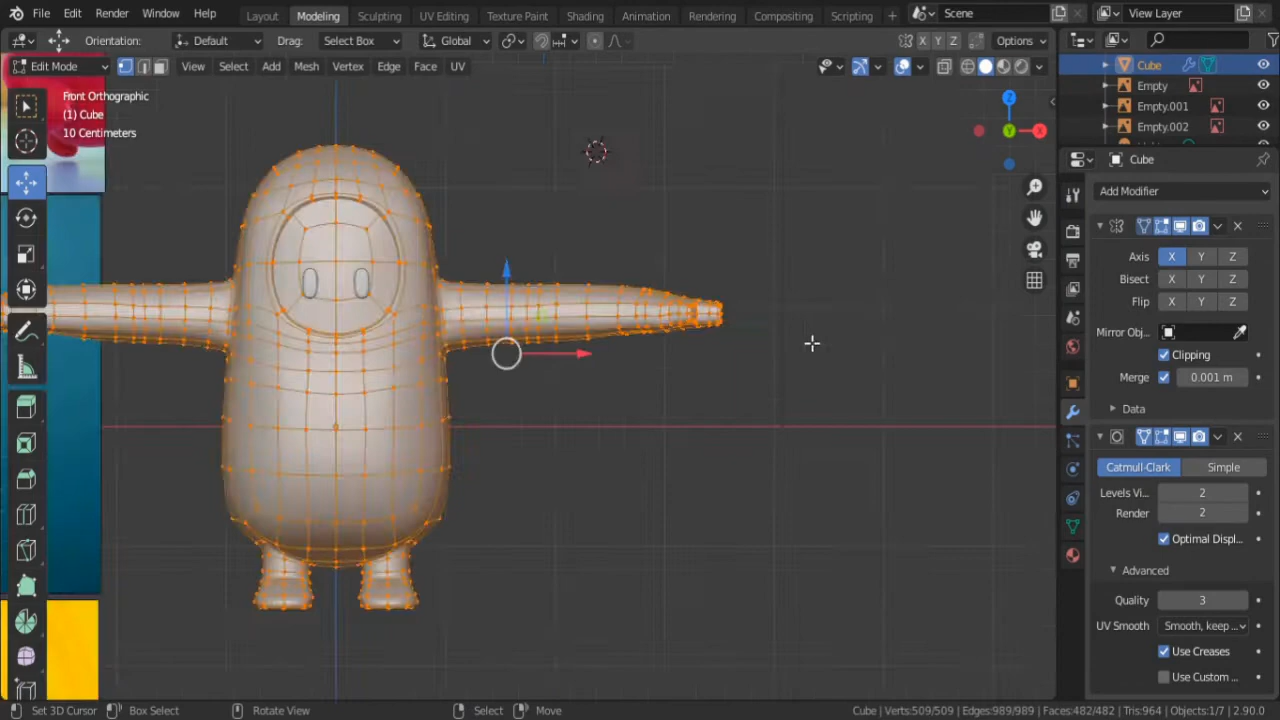 File Edit Render Window Help Layout Modeling Sculpting UV Editing Texture Paint Shading Animation Rendering Compositing Scripting Scene View Layer
Orientation: Default Drag: Select Box Global X Y Z Options
Edit Mode View Select Add Mesh Vertex Edge Face UV
Front Orthographic
(1) Cube
10 Centimeters
Z
X
Y
Cube
Empty
Empty.001
Empty.002
Cube
Add Modifier
Axis X Y Z
Bisect X Y Z
Flip X Y Z
Mirror Obj..
Clipping
Merge 0.001 m
Data
Catmull-Clark Simple
Levels Vi... 2
Render 2
Optimal Displ..
Advanced
Quality 3
UV Smooth Smooth, keep ...
Use Creases
Use Custom ...
Set 3D Cursor Box Select Rotate View Select Move Cube | Verts:509/509 | Edges:989/989 | Faces:482/482 | Tris:964 | Objects:1/7 | 2.90.0